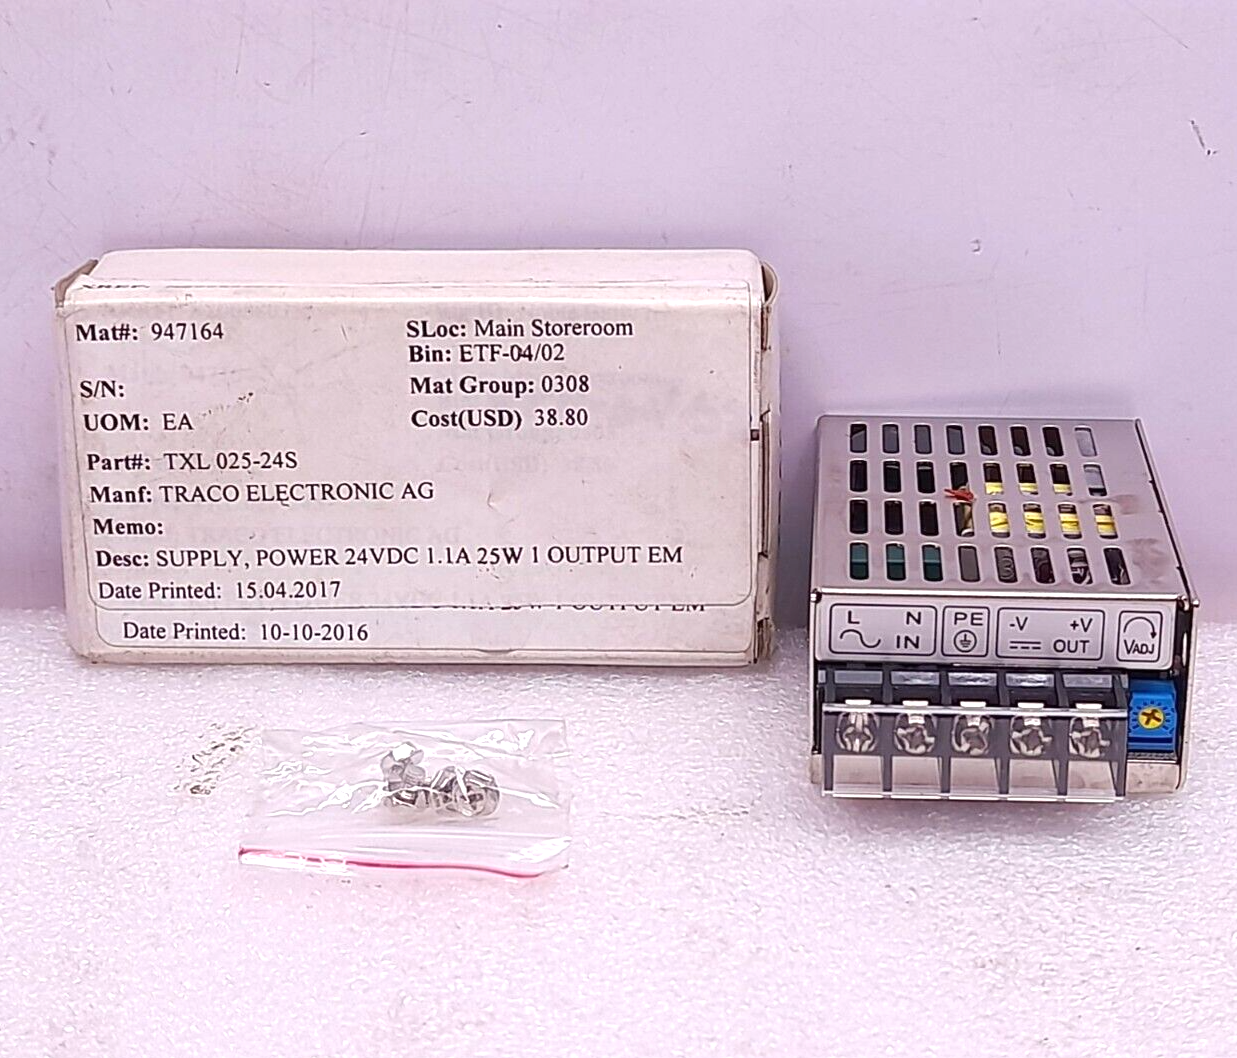 Mat#: 947164
SLoc: Main Storeroom
Bin: ETF-04/02
S/N:
Mat Group: 0308
UOM: EA
Cost(USD) 38.80
Part#: TXL 025-24S
Manf: TRACO ELECTRONIC AG
Memo:
Desc: SUPPLY, POWER 24VDC 1.1A 25W 1 OUTPUT EM
Date Printed: 15.04.2017
Date Printed: 10-10-2016
L N PE -V +V
IN OUT VADJ